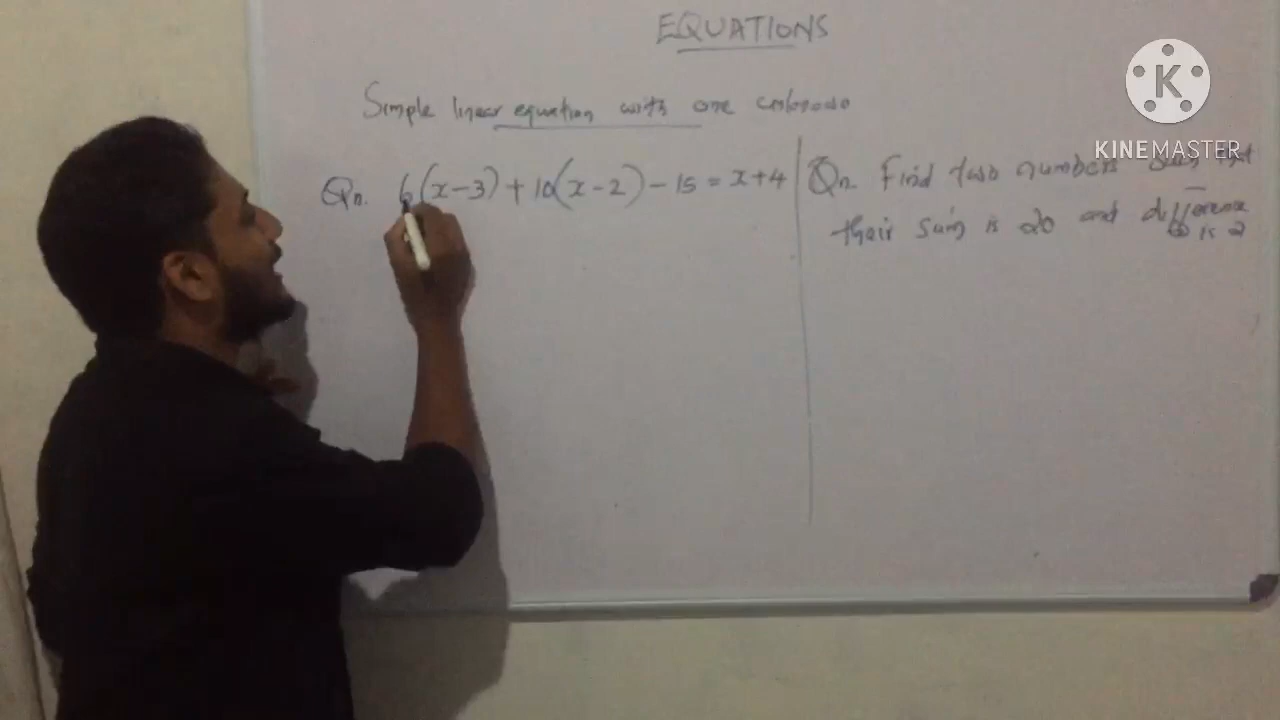 EQUATIONS
Simple linear equation with one unknown
Qn. 6(x-3) + 10(x-2) - 15 = x+4
Qn. Find two numbers such that
their sum is 20 and difference
is 2
K
KINEMASTER